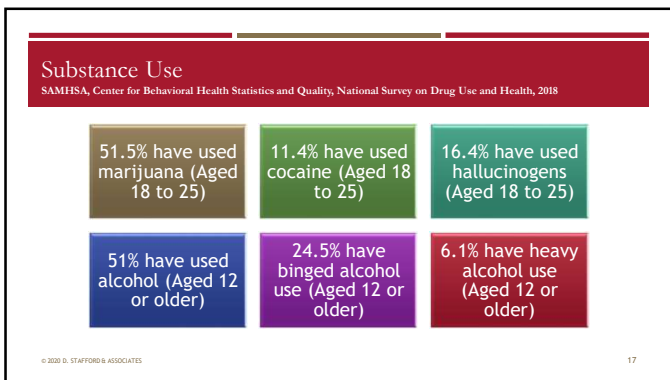 Substance Use
SAMHSA, Center for Behavioral Health Statistics and Quality, National Survey on Drug Use and Health, 2018
51.5% have used
marijuana (Aged
18 to 25)
11.4% have used
cocaine (Aged 18
to 25)
16.4% have used
hallucinogens
(Aged 18 to 25)
51% have used
alcohol (Aged 12
or older)
24.5% have
binged alcohol
use (Aged 12 or
older)
6.1% have heavy
alcohol use
(Aged 12 or
older)
© 2020 D. STAFFORD & ASSOCIATES
17